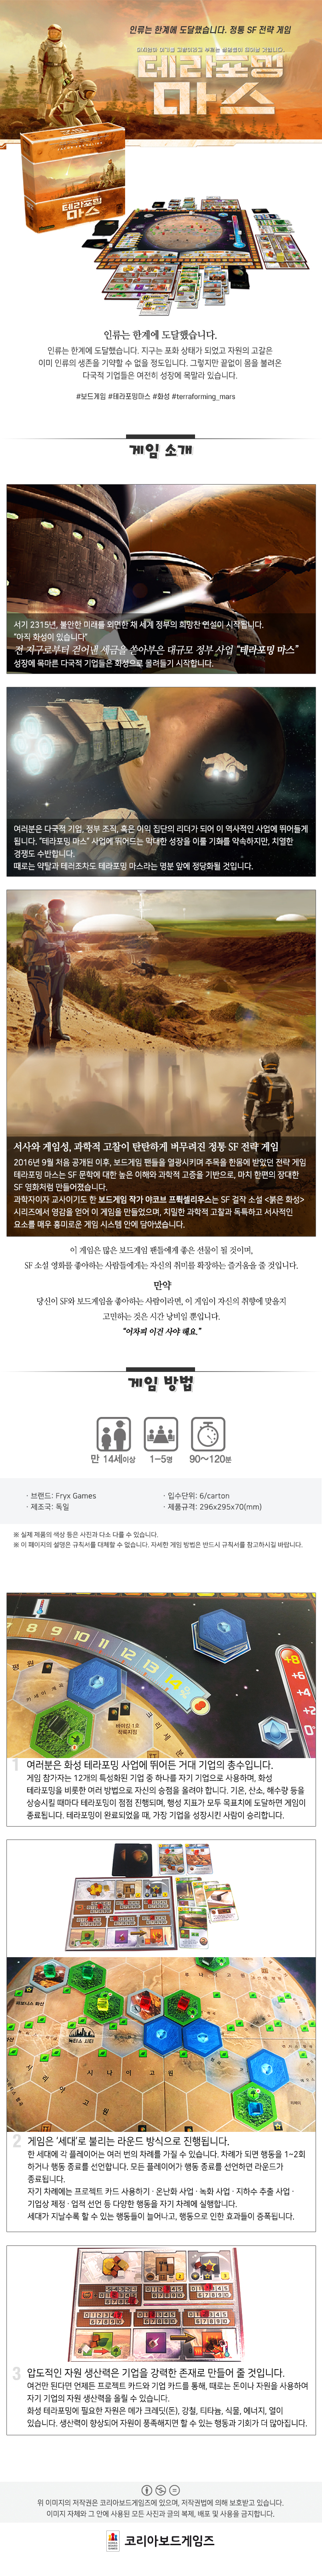 인류는 한계에 도달했습니다. 정통 SF 전략 게임
테라포밍
마스
테라포밍
마스
인류는 한계에 도달했습니다.
인류는 한계에 도달했습니다. 지구는 포화 상태가 되었고 자원의 고갈은
이미 인류의 생존을 기약할 수 없을 정도입니다. 그렇지만 끝없이 몸을 불려온
다국적 기업들은 여전히 성장에 목말라 있습니다.
#보드게임 #테라포밍마스 #화성 #terraforming_mars
게임 소개
서기 2315년, 불안한 미래를 외면한 채 세계 정부의 희망찬 연설이 시작됩니다.
“아직 화성이 있습니다”
전 지구로부터 걷어낸 세금을 쏟아부은 대규모 정부 사업 “테라포밍 마스”
성장에 목마른 다국적 기업들은 화성으로 몰려들기 시작합니다.
여러분은 다국적 기업, 정부 조직, 혹은 이익 집단의 리더가 되어 이 역사적인 사업에 뛰어들게
됩니다. “테라포밍 마스” 사업에 뛰어드는 막대한 성장을 이룰 기회를 약속하지만, 치열한
경쟁도 수반합니다.
때로는 약탈과 테러조차도 테라포밍 마스라는 명분 앞에 정당화될 것입니다.
서사와 게임성, 과학적 고찰이 탄탄하게 버무려진 정통 SF 전략 게임
2016년 9월 처음 공개된 이후, 보드게임 팬들을 열광시키며 주목을 한몸에 받았던 전략 게임
테라포밍 마스는 SF 문학에 대한 높은 이해와 과학적 고증을 기반으로, 마치 한편의 장대한
SF 영화처럼 만들어졌습니다.
과학자이자 교사이기도 한 보드게임 작가 야코브 프뤽셀리우스는 SF 걸작 소설 <붉은 화성>
시리즈에서 영감을 얻어 이 게임을 만들었으며, 치밀한 과학적 고찰과 독특하고 서사적인
요소를 매우 흥미로운 게임 시스템 안에 담아냈습니다.
이 게임은 많은 보드게임 팬들에게 좋은 선물이 될 것이며,
SF 소설 영화를 좋아하는 사람들에게는 자신의 취미를 확장하는 즐거움을 줄 것입니다.
만약
당신이 SF와 보드게임을 좋아하는 사람이라면, 이 게임이 자신의 취향에 맞을지
고민하는 것은 시간 낭비일 뿐입니다.
“어차피 이건 사야 해요.”
게임 방법
만 14세이상
1~5명
90~120분
· 브랜드: Fryx Games
· 입수단위: 6/carton
· 제조국: 독일
· 제품규격: 296x295x70(mm)
※ 실제 제품의 색상 등은 사진과 다소 다를 수 있습니다.
※ 이 페이지의 설명은 규칙서를 대체할 수 없습니다. 자세한 게임 방법은 반드시 규칙서를 참고하시길 바랍니다.
7 8 9 10 11 12 13 14
+8
+6
+4
+2
0
평 원
1 여러분은 화성 테라포밍 사업에 뛰어든 거대 기업의 총수입니다.
게임 참가자는 12개의 특성화된 기업 중 하나를 자기 기업으로 사용하며, 화성
테라포밍을 비롯한 여러 방법으로 자신의 승점을 올려야 합니다. 기온, 산소, 해수량 등을
상승시킬 때마다 테라포밍이 점점 진행되며, 행성 지표가 모두 목표치에 도달하면 게임이
종료됩니다. 테라포밍이 완료되었을 때, 가장 기업을 성장시킨 사람이 승리합니다.
녹티스 시티
시 나 이 고 원
2 게임은 ‘세대’로 불리는 라운드 방식으로 진행됩니다.
한 세대에 각 플레이어는 여러 번의 차례를 가질 수 있습니다. 차례가 되면 행동을 1~2회
하거나 행동 종료를 선언합니다. 모든 플레이어가 행동 종료를 선언하면 라운드가
종료됩니다.
자기 차례에는 프로젝트 카드 사용하기 · 온난화 사업 · 녹화 사업 · 지하수 추출 사업 ·
기업상 제정 · 업적 선언 등 다양한 행동을 자기 차례에 실행합니다.
세대가 지날수록 할 수 있는 행동들이 늘어나고, 행동으로 인한 효과들이 증폭됩니다.
3 압도적인 자원 생산력은 기업을 강력한 존재로 만들어 줄 것입니다.
여건만 된다면 언제든 프로젝트 카드와 기업 카드를 통해, 때로는 돈이나 자원을 사용하여
자기 기업의 자원 생산력을 올릴 수 있습니다.
화성 테라포밍에 필요한 자원은 메가 크레딧(돈), 강철, 티타늄, 식물, 에너지, 열이
있습니다. 생산력이 향상되어 자원이 풍족해지면 할 수 있는 행동과 기회가 더 많아집니다.
위 이미지의 저작권은 코리아보드게임즈에 있으며, 저작권법에 의해 보호받고 있습니다.
이미지 자체와 그 안에 사용된 모든 사진과 글의 복제, 배포 및 사용을 금지합니다.
코리아보드게임즈